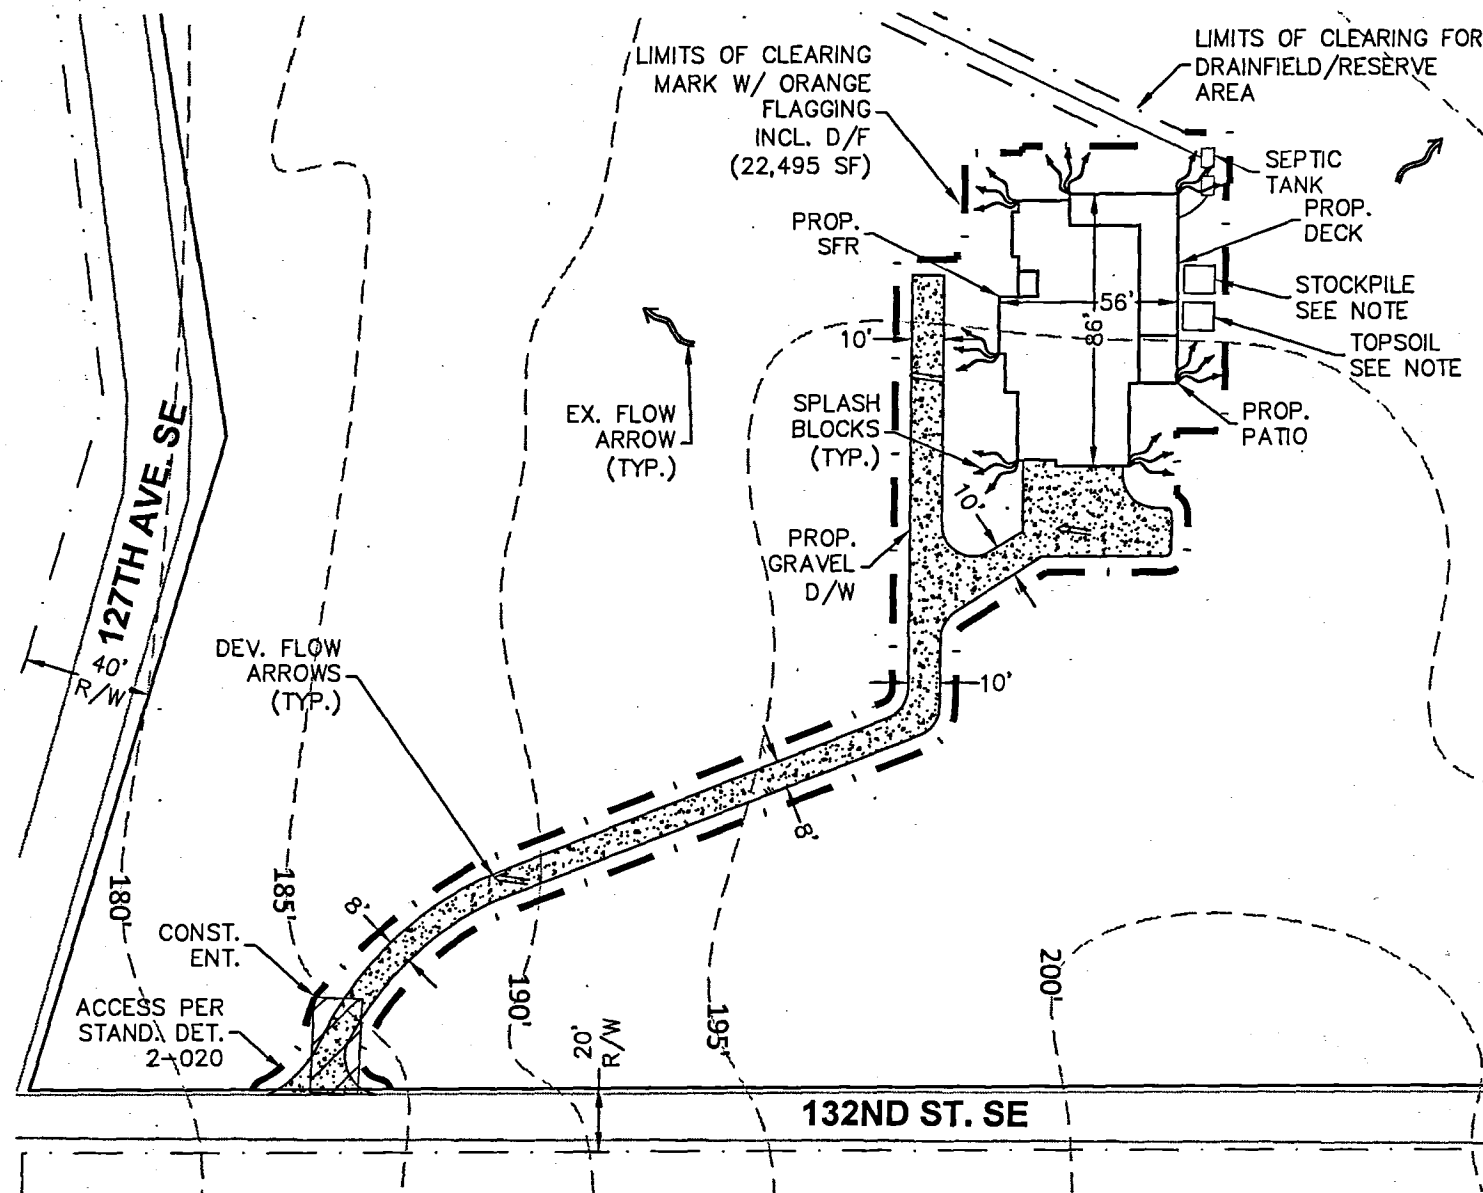 LIMITS OF CLEARING
MARK W/ ORANGE
FLAGGING
INCL. D/F
(22,495 SF)
LIMITS OF CLEARING FOR
DRAINFIELD/RESERVE
AREA
SEPTIC
TANK
PROP.
SFR
PROP.
DECK
STOCKPILE
SEE NOTE
TOPSOIL
SEE NOTE
56'
86'
10'
EX. FLOW
ARROW
(TYP.)
SPLASH
BLOCKS
(TYP.)
PROP.
PATIO
10'
PROP.
GRAVEL
D/W
127TH AVE. SE
40'
R/W
DEV. FLOW
ARROWS
(TYP.)
10'
8'
8'
180'
185'
190'
195'
200'
CONST.
ENT.
ACCESS PER
STAND. DET.
2-020
20'
R/W
132ND ST. SE